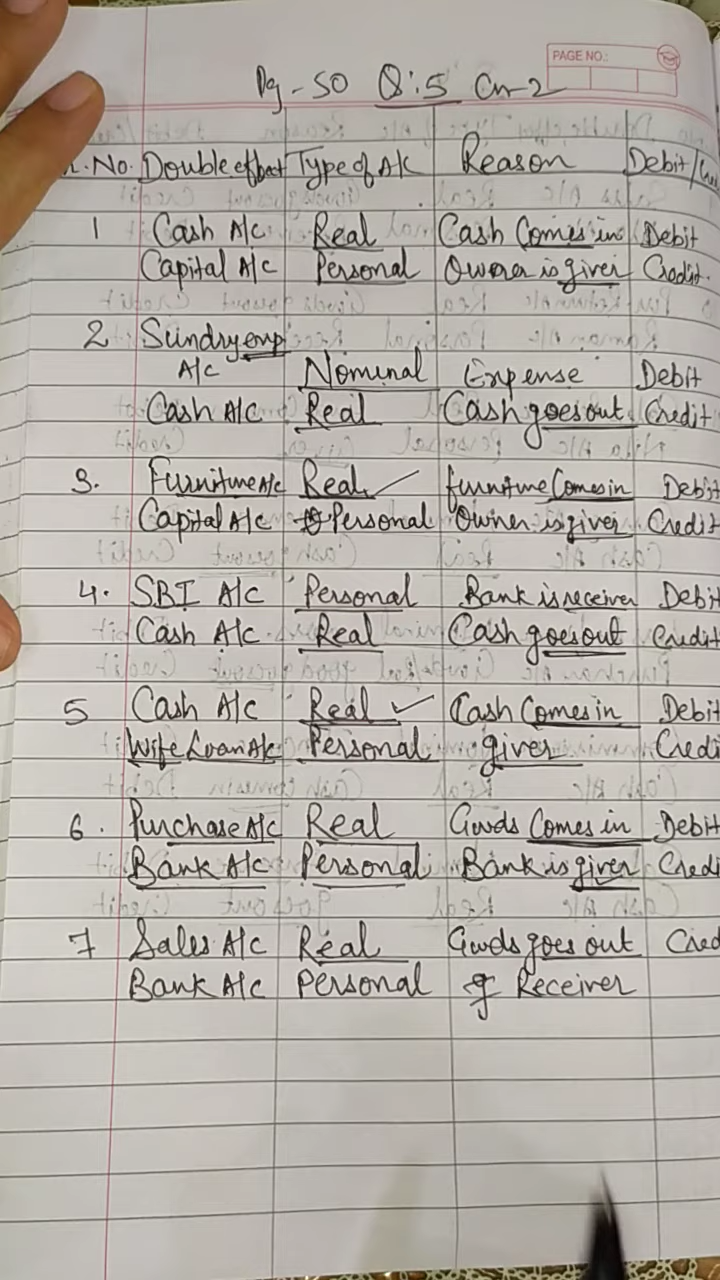 PAGE NO.:
Pg - 50 Q:5 Ch-2
No. Double effect Type of A/c Reason Debit/
1 Cash A/c Real Cash Comes in Debit
Capital A/c Personal Owner is giver Credit.
2 Sundry exp
A/c Nominal Expense Debit
Cash A/c Real Cash goes out Credit
3. Furniture A/c Real furniture Comes in Debit
Capital A/c Personal Owner is giver Credit
4. SBI A/c Personal Bank is receiver Debit
Cash A/c Real Cash goes out Credit
5 Cash A/c Real Cash Comes in Debit
Wife Loan A/c Personal giver Credi
6. Purchase A/c Real Goods Comes in Debit
Bank A/c Personal Bank is giver Credi
7 Sales A/c Real Goods goes out Cred
Bank A/c Personal Receiver